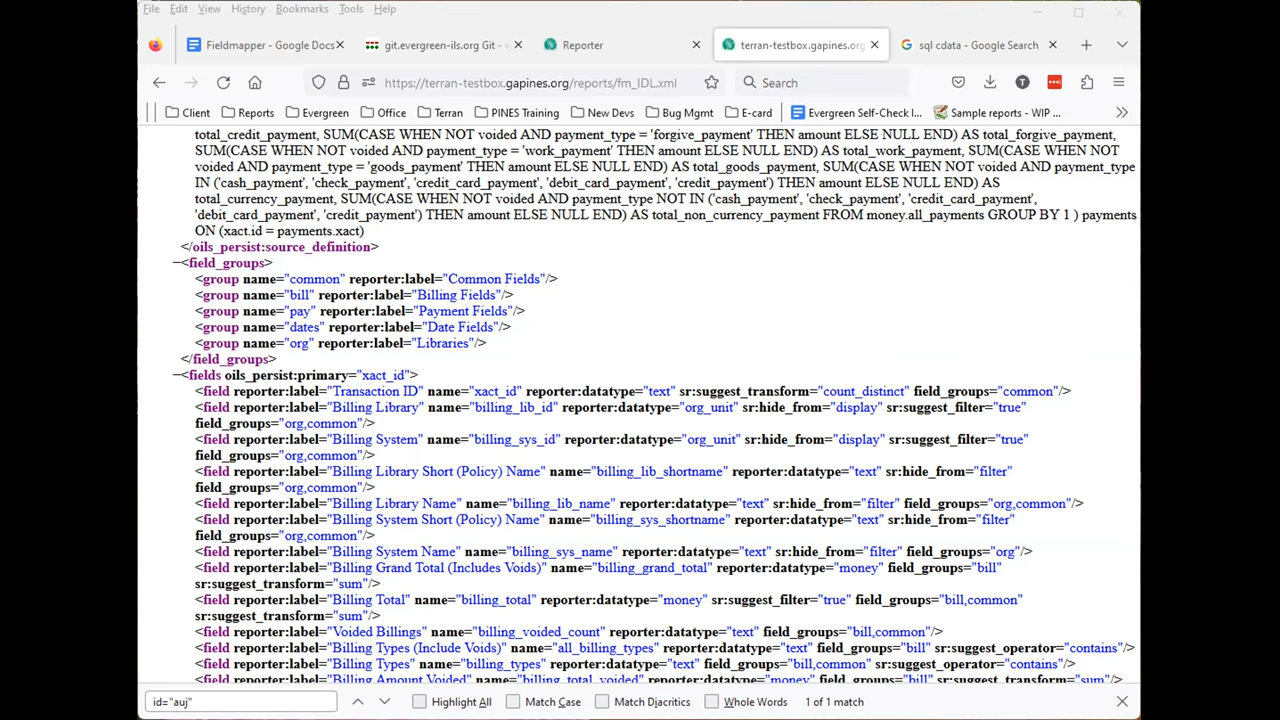 File Edit View History Bookmarks Tools Help
Fieldmapper - Google Docs
git.evergreen-ils.org Git -
Reporter
terran-testbox.gapines.org/
sql cdata - Google Search
https://terran-testbox.gapines.org/reports/fm_IDL.xml
Search
Client Reports Evergreen Office Terran PINES Training New Devs Bug Mgmt E-card Evergreen Self-Check I... Sample reports - WIP ...
total_credit_payment, SUM(CASE WHEN NOT voided AND payment_type = 'forgive_payment' THEN amount ELSE NULL END) AS total_forgive_payment,
SUM(CASE WHEN NOT voided AND payment_type = 'work_payment' THEN amount ELSE NULL END) AS total_work_payment, SUM(CASE WHEN NOT
voided AND payment_type = 'goods_payment' THEN amount ELSE NULL END) AS total_goods_payment, SUM(CASE WHEN NOT voided AND payment_type
IN ('cash_payment', 'check_payment', 'credit_card_payment', 'debit_card_payment', 'credit_payment') THEN amount ELSE NULL END) AS
total_currency_payment, SUM(CASE WHEN NOT voided AND payment_type NOT IN ('cash_payment', 'check_payment', 'credit_card_payment',
'debit_card_payment', 'credit_payment') THEN amount ELSE NULL END) AS total_non_currency_payment FROM money.all_payments GROUP BY 1 ) payments
ON (xact.id = payments.xact)
</oils_persist:source_definition>
—<field_groups>
<group name="common" reporter:label="Common Fields"/>
<group name="bill" reporter:label="Billing Fields"/>
<group name="pay" reporter:label="Payment Fields"/>
<group name="dates" reporter:label="Date Fields"/>
<group name="org" reporter:label="Libraries"/>
</field_groups>
—<fields oils_persist:primary="xact_id">
<field reporter:label="Transaction ID" name="xact_id" reporter:datatype="text" sr:suggest_transform="count_distinct" field_groups="common"/>
<field reporter:label="Billing Library" name="billing_lib_id" reporter:datatype="org_unit" sr:hide_from="display" sr:suggest_filter="true"
field_groups="org,common"/>
<field reporter:label="Billing System" name="billing_sys_id" reporter:datatype="org_unit" sr:hide_from="display" sr:suggest_filter="true"
field_groups="org,common"/>
<field reporter:label="Billing Library Short (Policy) Name" name="billing_lib_shortname" reporter:datatype="text" sr:hide_from="filter"
field_groups="org,common"/>
<field reporter:label="Billing Library Name" name="billing_lib_name" reporter:datatype="text" sr:hide_from="filter" field_groups="org,common"/>
<field reporter:label="Billing System Short (Policy) Name" name="billing_sys_shortname" reporter:datatype="text" sr:hide_from="filter"
field_groups="org,common"/>
<field reporter:label="Billing System Name" name="billing_sys_name" reporter:datatype="text" sr:hide_from="filter" field_groups="org"/>
<field reporter:label="Billing Grand Total (Includes Voids)" name="billing_grand_total" reporter:datatype="money" field_groups="bill"
sr:suggest_transform="sum"/>
<field reporter:label="Billing Total" name="billing_total" reporter:datatype="money" sr:suggest_filter="true" field_groups="bill,common"
sr:suggest_transform="sum"/>
<field reporter:label="Voided Billings" name="billing_voided_count" reporter:datatype="text" field_groups="bill,common"/>
<field reporter:label="Billing Types (Include Voids)" name="all_billing_types" reporter:datatype="text" field_groups="bill" sr:suggest_operator="contains"/>
<field reporter:label="Billing Types" name="billing_types" reporter:datatype="text" field_groups="bill,common" sr:suggest_operator="contains"/>
<field reporter:label="Billing Amount Voided" name="billing_total_voided" reporter:datatype="money" field_groups="bill" sr:suggest_transform="sum"/>
id="auj" Highlight All Match Case Match Diacritics Whole Words 1 of 1 match